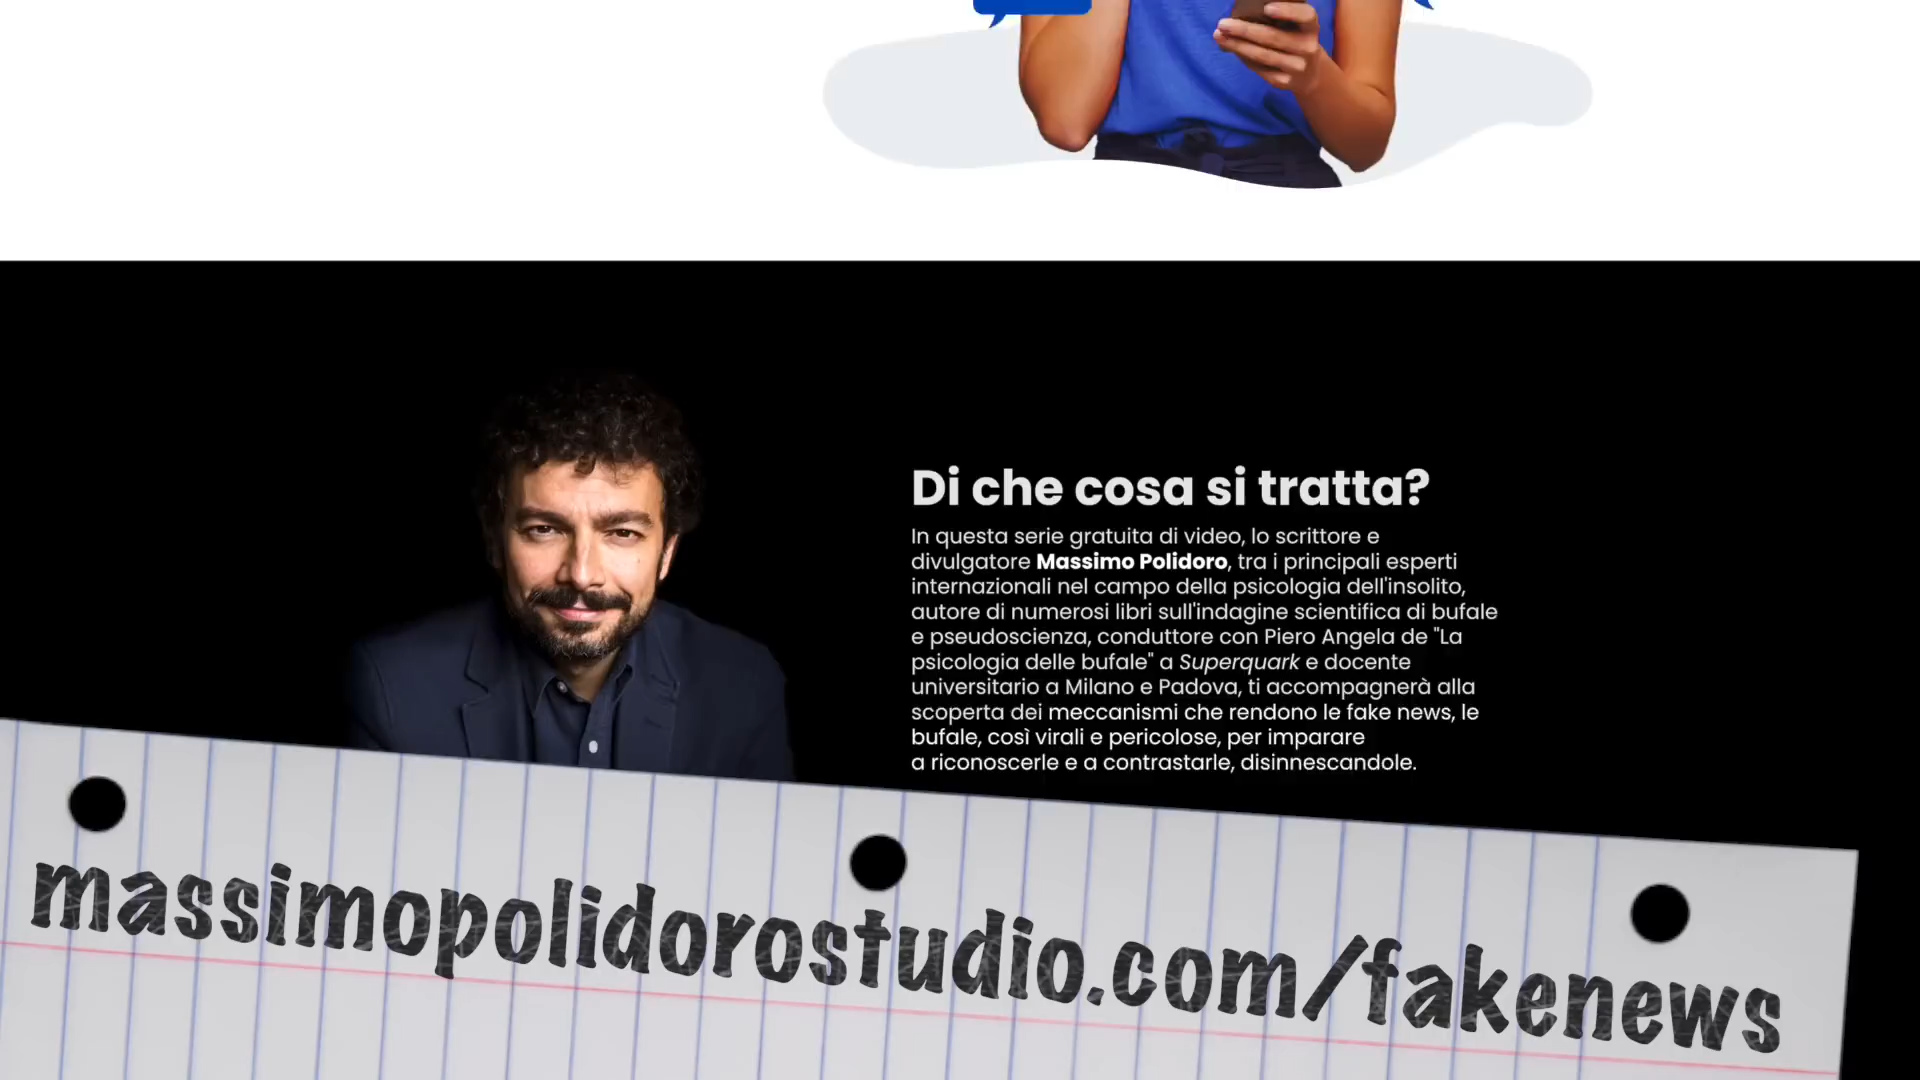 Di che cosa si tratta?
In questa serie gratuita di video, lo scrittore e
divulgatore Massimo Polidoro, tra i principali esperti
internazionali nel campo della psicologia dell'insolito,
autore di numerosi libri sull'indagine scientifica di bufale
e pseudoscienza, conduttore con Piero Angela de "La
psicologia delle bufale" a Superquark e docente
universitario a Milano e Padova, ti accompagnerà alla
scoperta dei meccanismi che rendono le fake news, le
bufale, così virali e pericolose, per imparare
a riconoscerle e a contrastarle, disinnescandole.
massimopolidorostudio.com/fakenews